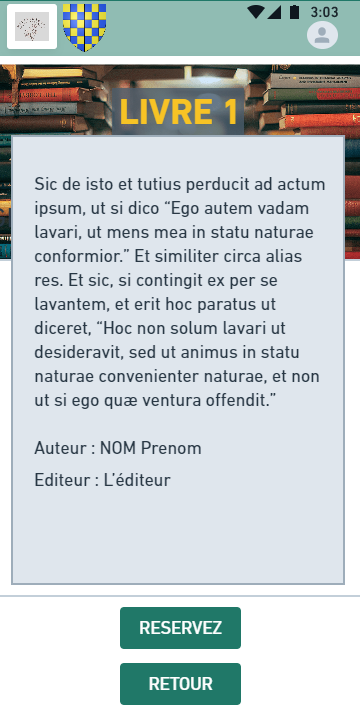 3:03
LIVRE 1
Sic de isto et tutius perducit ad actum
ipsum, ut si dico “Ego autem vadam
lavari, ut mens mea in statu naturae
conformior.” Et similiter circa alias
res. Et sic, si contingit ex per se
lavantem, et erit hoc paratus ut
diceret, “Hoc non solum lavari ut
desideravit, sed ut animus in statu
naturae convenienter naturae, et non
ut si ego quæ ventura offendit.”
Auteur : NOM Prenom
Editeur : L’éditeur
RESERVEZ
RETOUR